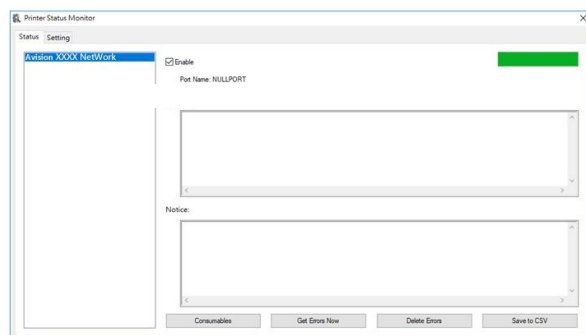 Printer Status Monitor
Status Setting
Avision XXXX NetWork
Enable
Port Name: NULLPORT
Notice:
Consumables Get Errors Now Delete Errors Save to CSV